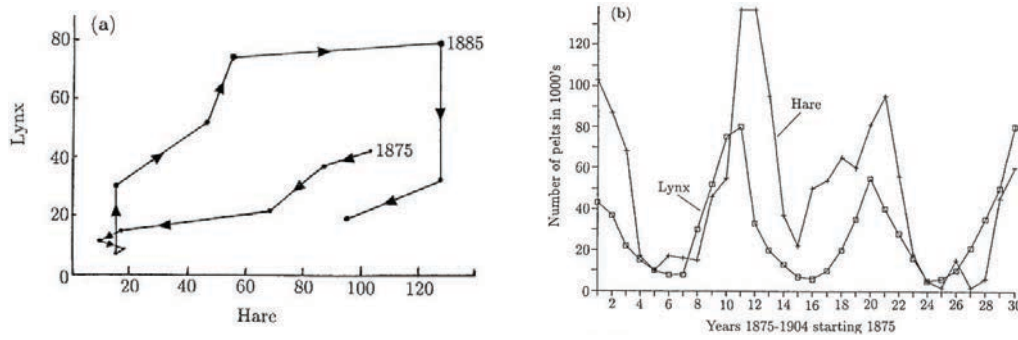 (a)
80
60
40
20
0
Lynx
1885
1875
20 40 60 80 100 120
Hare
(b)
120
100
80
60
40
20
0
Number of pelts in 1000's
Hare
Lynx
2 4 6 8 10 12 14 16 18 20 22 24 26 28 30
Years 1875-1904 starting 1875